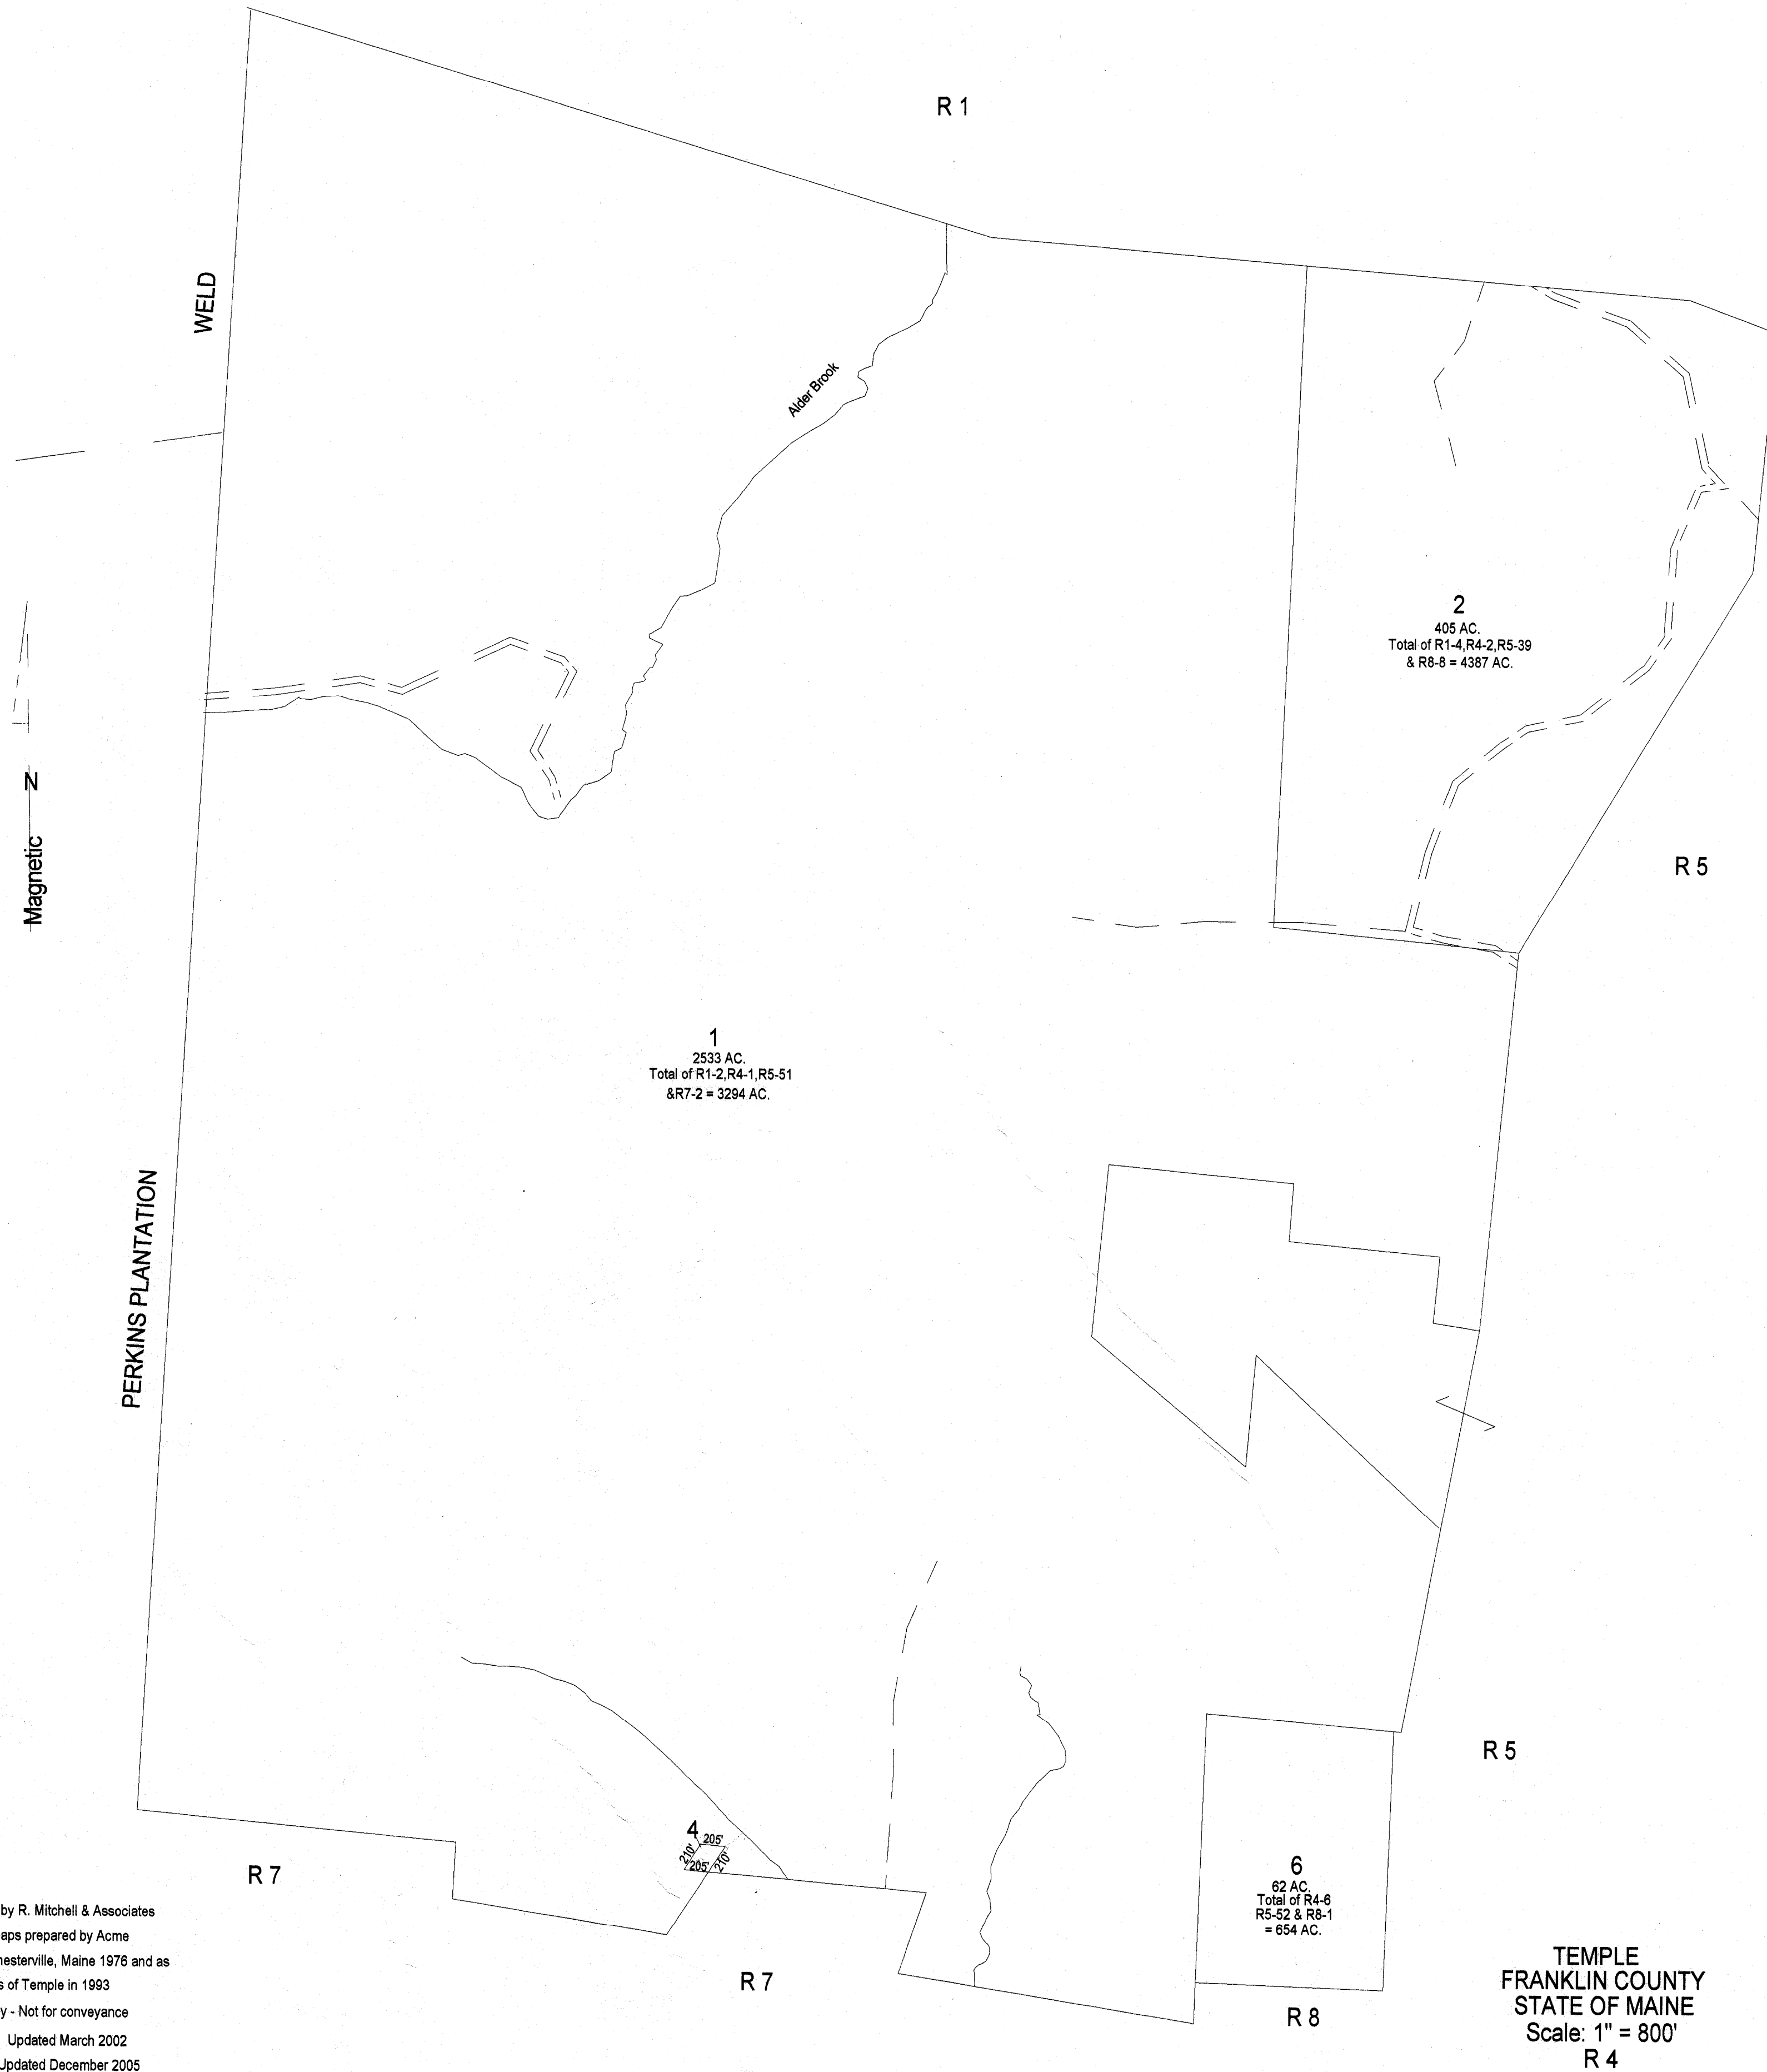 R 1
WELD
Alder Brook
2
405 AC.
Total of R1-4,R4-2,R5-39
& R8-8 = 4387 AC.
N
Magnetic
R 5
1
2533 AC.
Total of R1-2,R4-1,R5-51
&R7-2 = 3294 AC.
PERKINS PLANTATION
R 5
4
205'
210'
205'
210'
R 7
6
62 AC.
Total of R4-6
R5-52 & R8-1
= 654 AC.
by R. Mitchell & Associates
aps prepared by Acme
nesterville, Maine 1976 and as
s of Temple in 1993
y - Not for conveyance
Updated March 2002
Updated December 2005
R 7
R 8
TEMPLE
FRANKLIN COUNTY
STATE OF MAINE
Scale: 1" = 800'
R 4